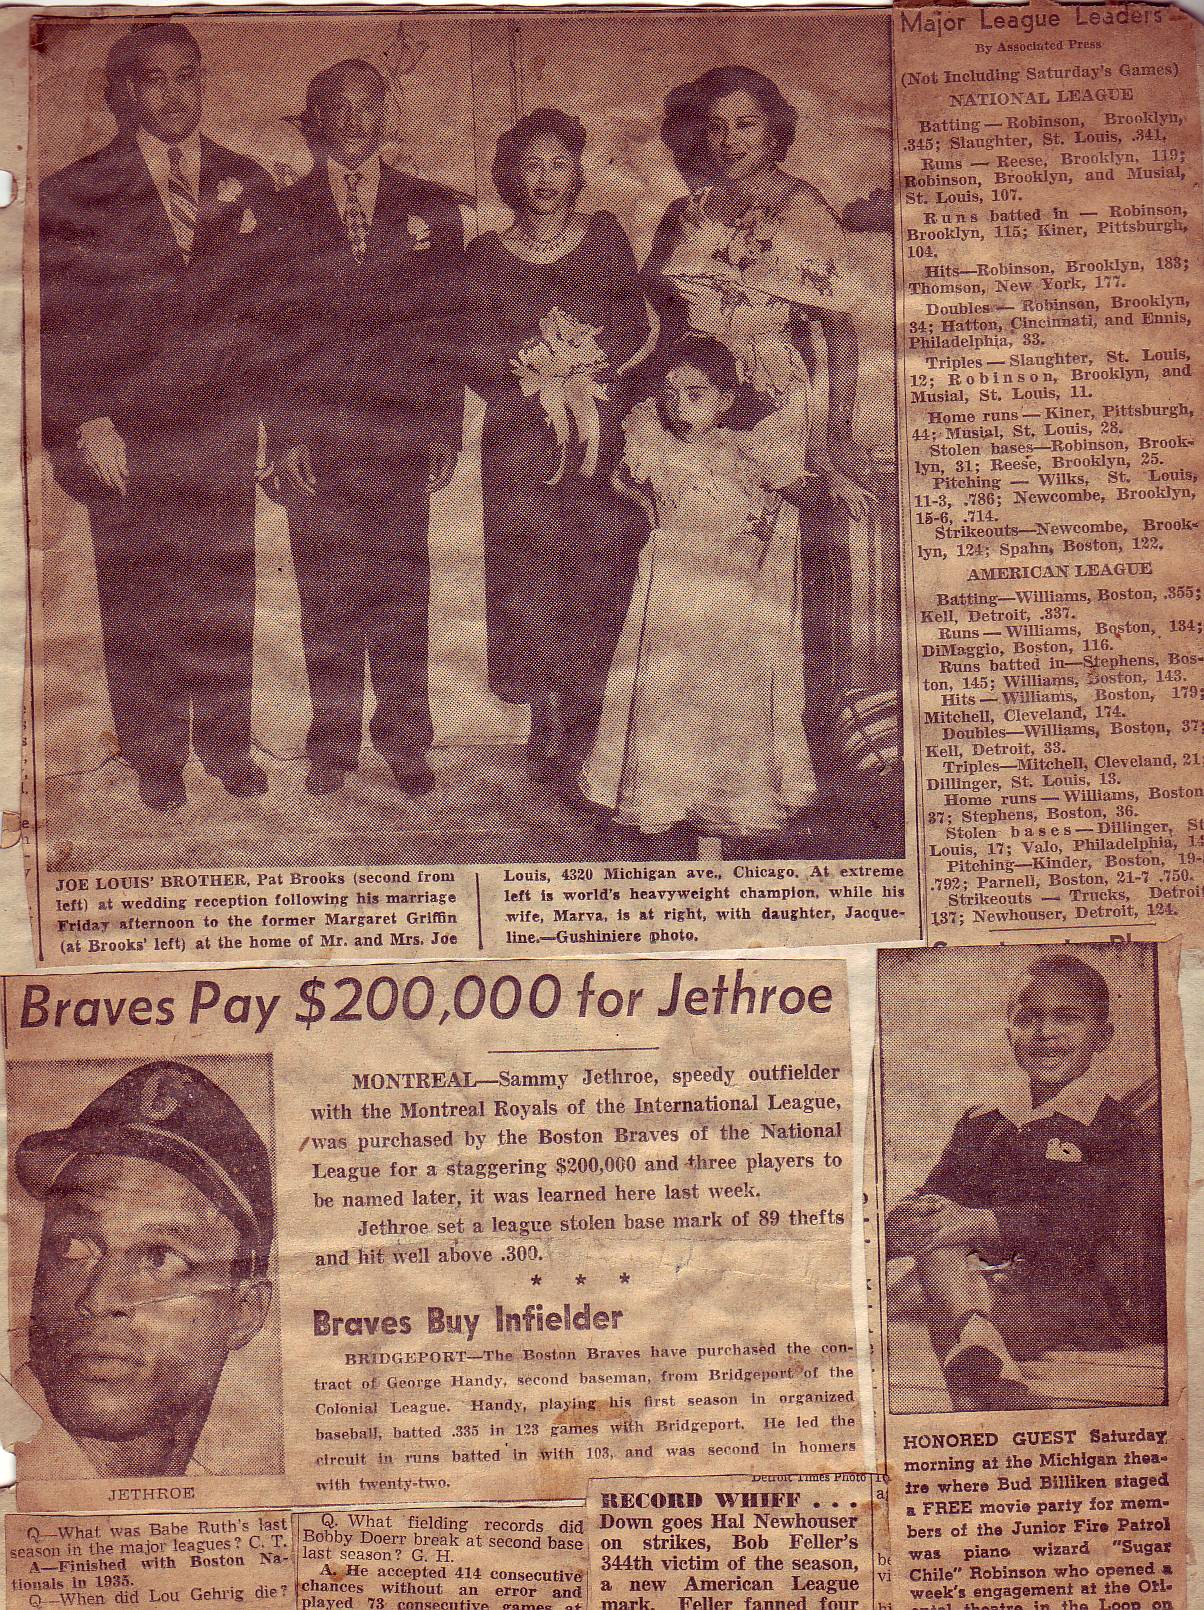 Major League Leaders
By Associated Press
(Not Including Saturday's Games)
NATIONAL LEAGUE
Batting — Robinson, Brooklyn,
.345; Slaughter, St. Louis, .341.
Runs — Reese, Brooklyn, 119;
Robinson, Brooklyn, and Musial,
St. Louis, 107.
Runs batted in — Robinson,
Brooklyn, 115; Kiner, Pittsburgh,
104.
Hits—Robinson, Brooklyn, 183;
Thomson, New York, 177.
Doubles — Robinson, Brooklyn,
34; Hatton, Cincinnati, and Ennis,
Philadelphia, 33.
Triples — Slaughter, St. Louis,
12; Robinson, Brooklyn, and
Musial, St. Louis, 11.
Home runs — Kiner, Pittsburgh,
44; Musial, St. Louis, 28.
Stolen bases—Robinson, Brook-
lyn, 31; Reese, Brooklyn, 25.
Pitching — Wilks, St. Louis,
11-3, .786; Newcombe, Brooklyn,
15-6, .714.
Strikeouts—Newcombe, Brook-
lyn, 124; Spahn, Boston, 122.
AMERICAN LEAGUE
Batting—Williams, Boston, .355;
Kell, Detroit, .337.
Runs — Williams, Boston, 134;
DiMaggio, Boston, 116.
Runs batted in—Stephens, Bos-
ton, 145; Williams, Boston, 143.
Hits — Williams, Boston, 179;
Mitchell, Cleveland, 174.
Doubles—Williams, Boston, 37;
Kell, Detroit, 33.
Triples—Mitchell, Cleveland, 21;
Dillinger, St. Louis, 13.
Home runs — Williams, Boston
37; Stephens, Boston, 36.
Stolen bases — Dillinger, St
Louis, 17; Valo, Philadelphia, 14
Pitching—Kinder, Boston, 19-
.792; Parnell, Boston, 21-7 .750.
Strikeouts — Trucks, Detroit
137; Newhouser, Detroit, 124.
JOE LOUIS' BROTHER, Pat Brooks (second from
left) at wedding reception following his marriage
Friday afternoon to the former Margaret Griffin
(at Brooks' left) at the home of Mr. and Mrs. Joe
Louis, 4320 Michigan ave., Chicago. At extreme
left is world's heavyweight champion, while his
wife, Marva, is at right, with daughter, Jacque-
line.—Gushiniere photo.
Braves Pay $200,000 for Jethroe
MONTREAL—Sammy Jethroe, speedy outfielder
with the Montreal Royals of the International League,
was purchased by the Boston Braves of the National
League for a staggering $200,000 and three players to
be named later, it was learned here last week.
Jethroe set a league stolen base mark of 89 thefts
and hit well above .300.
* * *
Braves Buy Infielder
BRIDGEPORT—The Boston Braves have purchased the con-
tract of George Handy, second baseman, from Bridgeport of the
Colonial League. Handy, playing his first season in organized
baseball, batted .335 in 123 games with Bridgeport. He led the
circuit in runs batted in with 103, and was second in homers
with twenty-two.
JETHROE
Q—What was Babe Ruth's last
season in the major leagues? C. T.
A—Finished with Boston Na-
tionals in 1935.
Q—When did Lou Gehrig die?
Q. What fielding records did
Bobby Doerr break at second base
last season? G. H.
A. He accepted 414 consecutive
chances without an error and
played 73 consecutive games at
Detroit Times Photo
RECORD WHIFF . . .
Down goes Hal Newhouser
on strikes, Bob Feller's
344th victim of the season,
a new American League
mark. Feller fanned four
HONORED GUEST Saturday
morning at the Michigan thea-
tre where Bud Billiken staged
a FREE movie party for mem-
bers of the Junior Fire Patrol
was piano wizard "Sugar
Chile" Robinson who opened a
week's engagement at the Ori-
ental theatre in the Loop on